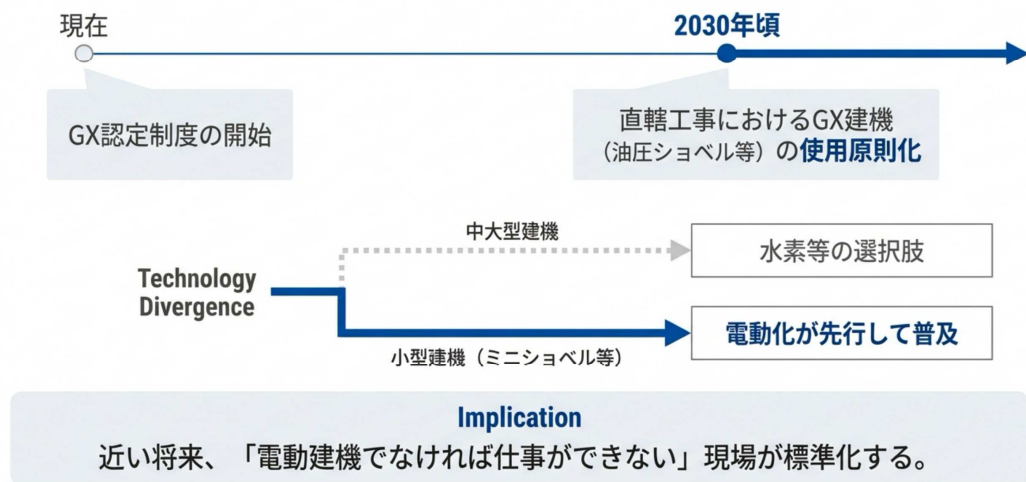 現在
2030年頃
GX認定制度の開始
直轄工事におけるGX建機
（油圧ショベル等）の使用原則化
中大型建機
水素等の選択肢
Technology
Divergence
電動化が先行して普及
小型建機（ミニショベル等）
Implication
近い将来、「電動建機でなければ仕事ができない」現場が標準化する。